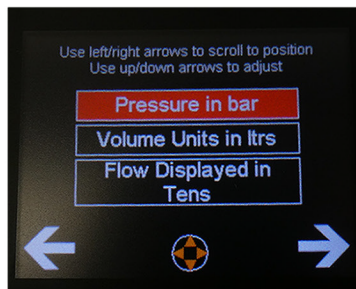 Use left/right arrows to scroll to position
Use up/down arrows to adjust
Pressure in bar
Volume Units in ltrs
Flow Displayed in
Tens